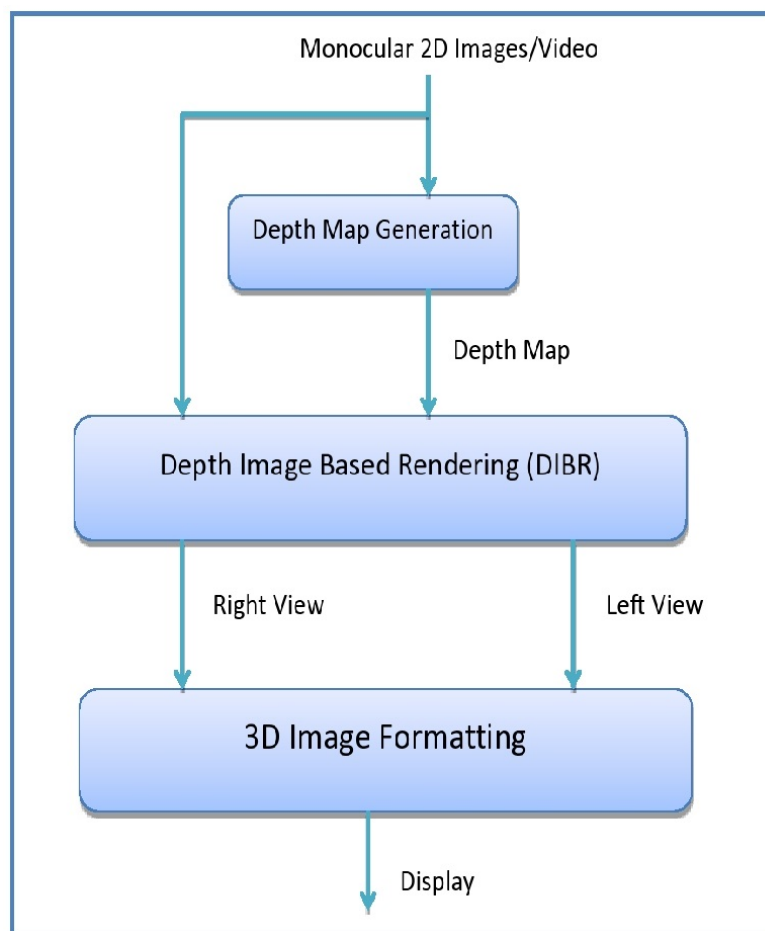 Monocular 2D Images/Video
Depth Map Generation
Depth Map
Depth Image Based Rendering (DIBR)
Right View
Left View
3D Image Formatting
Display